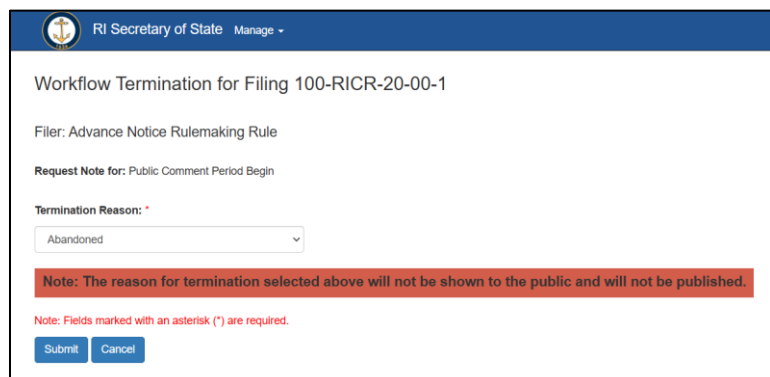 RI Secretary of State Manage
Workflow Termination for Filing 100-RICR-20-00-1
Filer: Advance Notice Rulemaking Rule
Request Note for: Public Comment Period Begin
Termination Reason: *
Abandoned
Note: The reason for termination selected above will not be shown to the public and will not be published.
Note: Fields marked with an asterisk (*) are required.
Submit Cancel